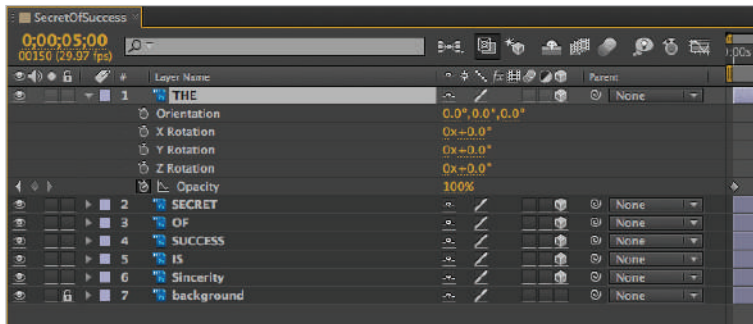 SecretOfSuccess ×
0;00;05;00
00150 (29.97 fps)
:00s
# Layer Name fx Parent
1 THE None
Orientation 0.0°,0.0°,0.0°
X Rotation 0x+0.0°
Y Rotation 0x+0.0°
Z Rotation 0x+0.0°
Opacity 100%
2 SECRET None
3 OF None
4 SUCCESS None
5 IS None
6 Sincerity None
7 background None